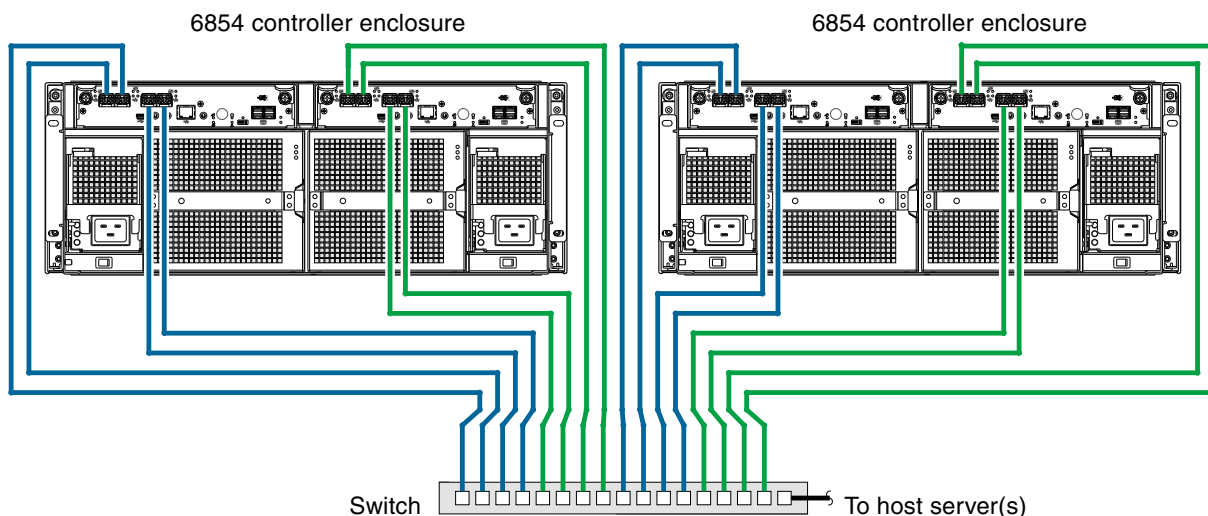 6854 controller enclosure
6854 controller enclosure
Switch
To host server(s)